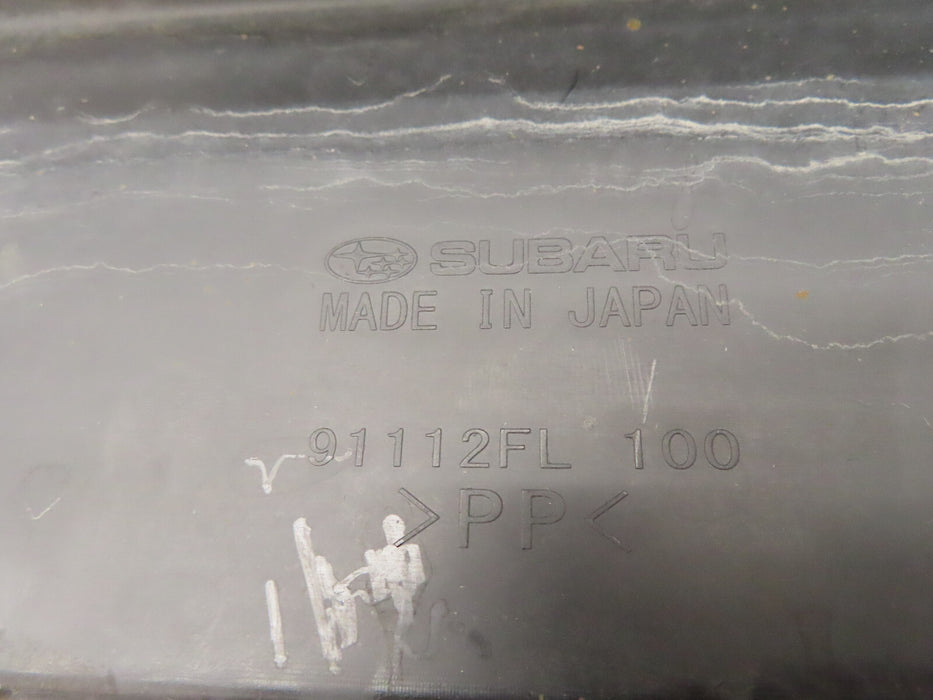 SUBARU
MADE IN JAPAN
91112FL 100
>PP<